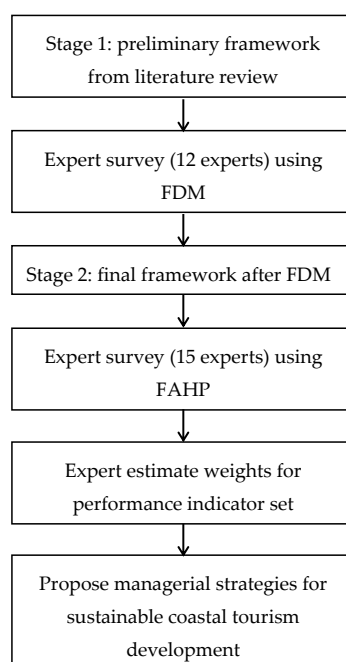 Stage 1: preliminary framework
from literature review
Expert survey (12 experts) using
FDM
Stage 2: final framework after FDM
Expert survey (15 experts) using
FAHP
Expert estimate weights for
performance indicator set
Propose managerial strategies for
sustainable coastal tourism
development